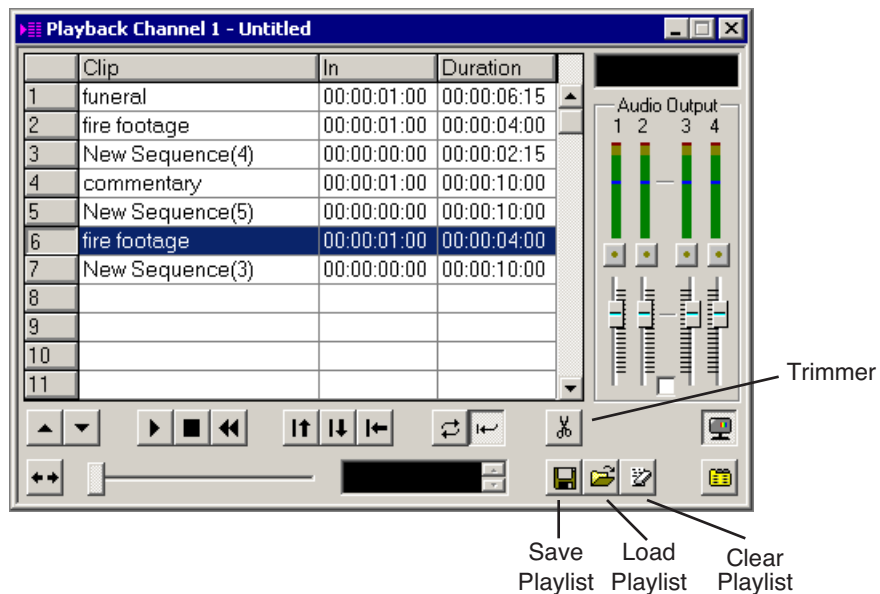 Playback Channel 1 - Untitled
Clip In Duration
1 funeral 00:00:01:00 00:00:06:15
2 fire footage 00:00:01:00 00:00:04:00
3 New Sequence(4) 00:00:00:00 00:00:02:15
4 commentary 00:00:01:00 00:00:10:00
5 New Sequence(5) 00:00:00:00 00:00:10:00
6 fire footage 00:00:01:00 00:00:04:00
7 New Sequence(3) 00:00:00:00 00:00:10:00
8
9
10
11
Audio Output
1 2 3 4
Trimmer
Save Playlist
Load Playlist
Clear Playlist